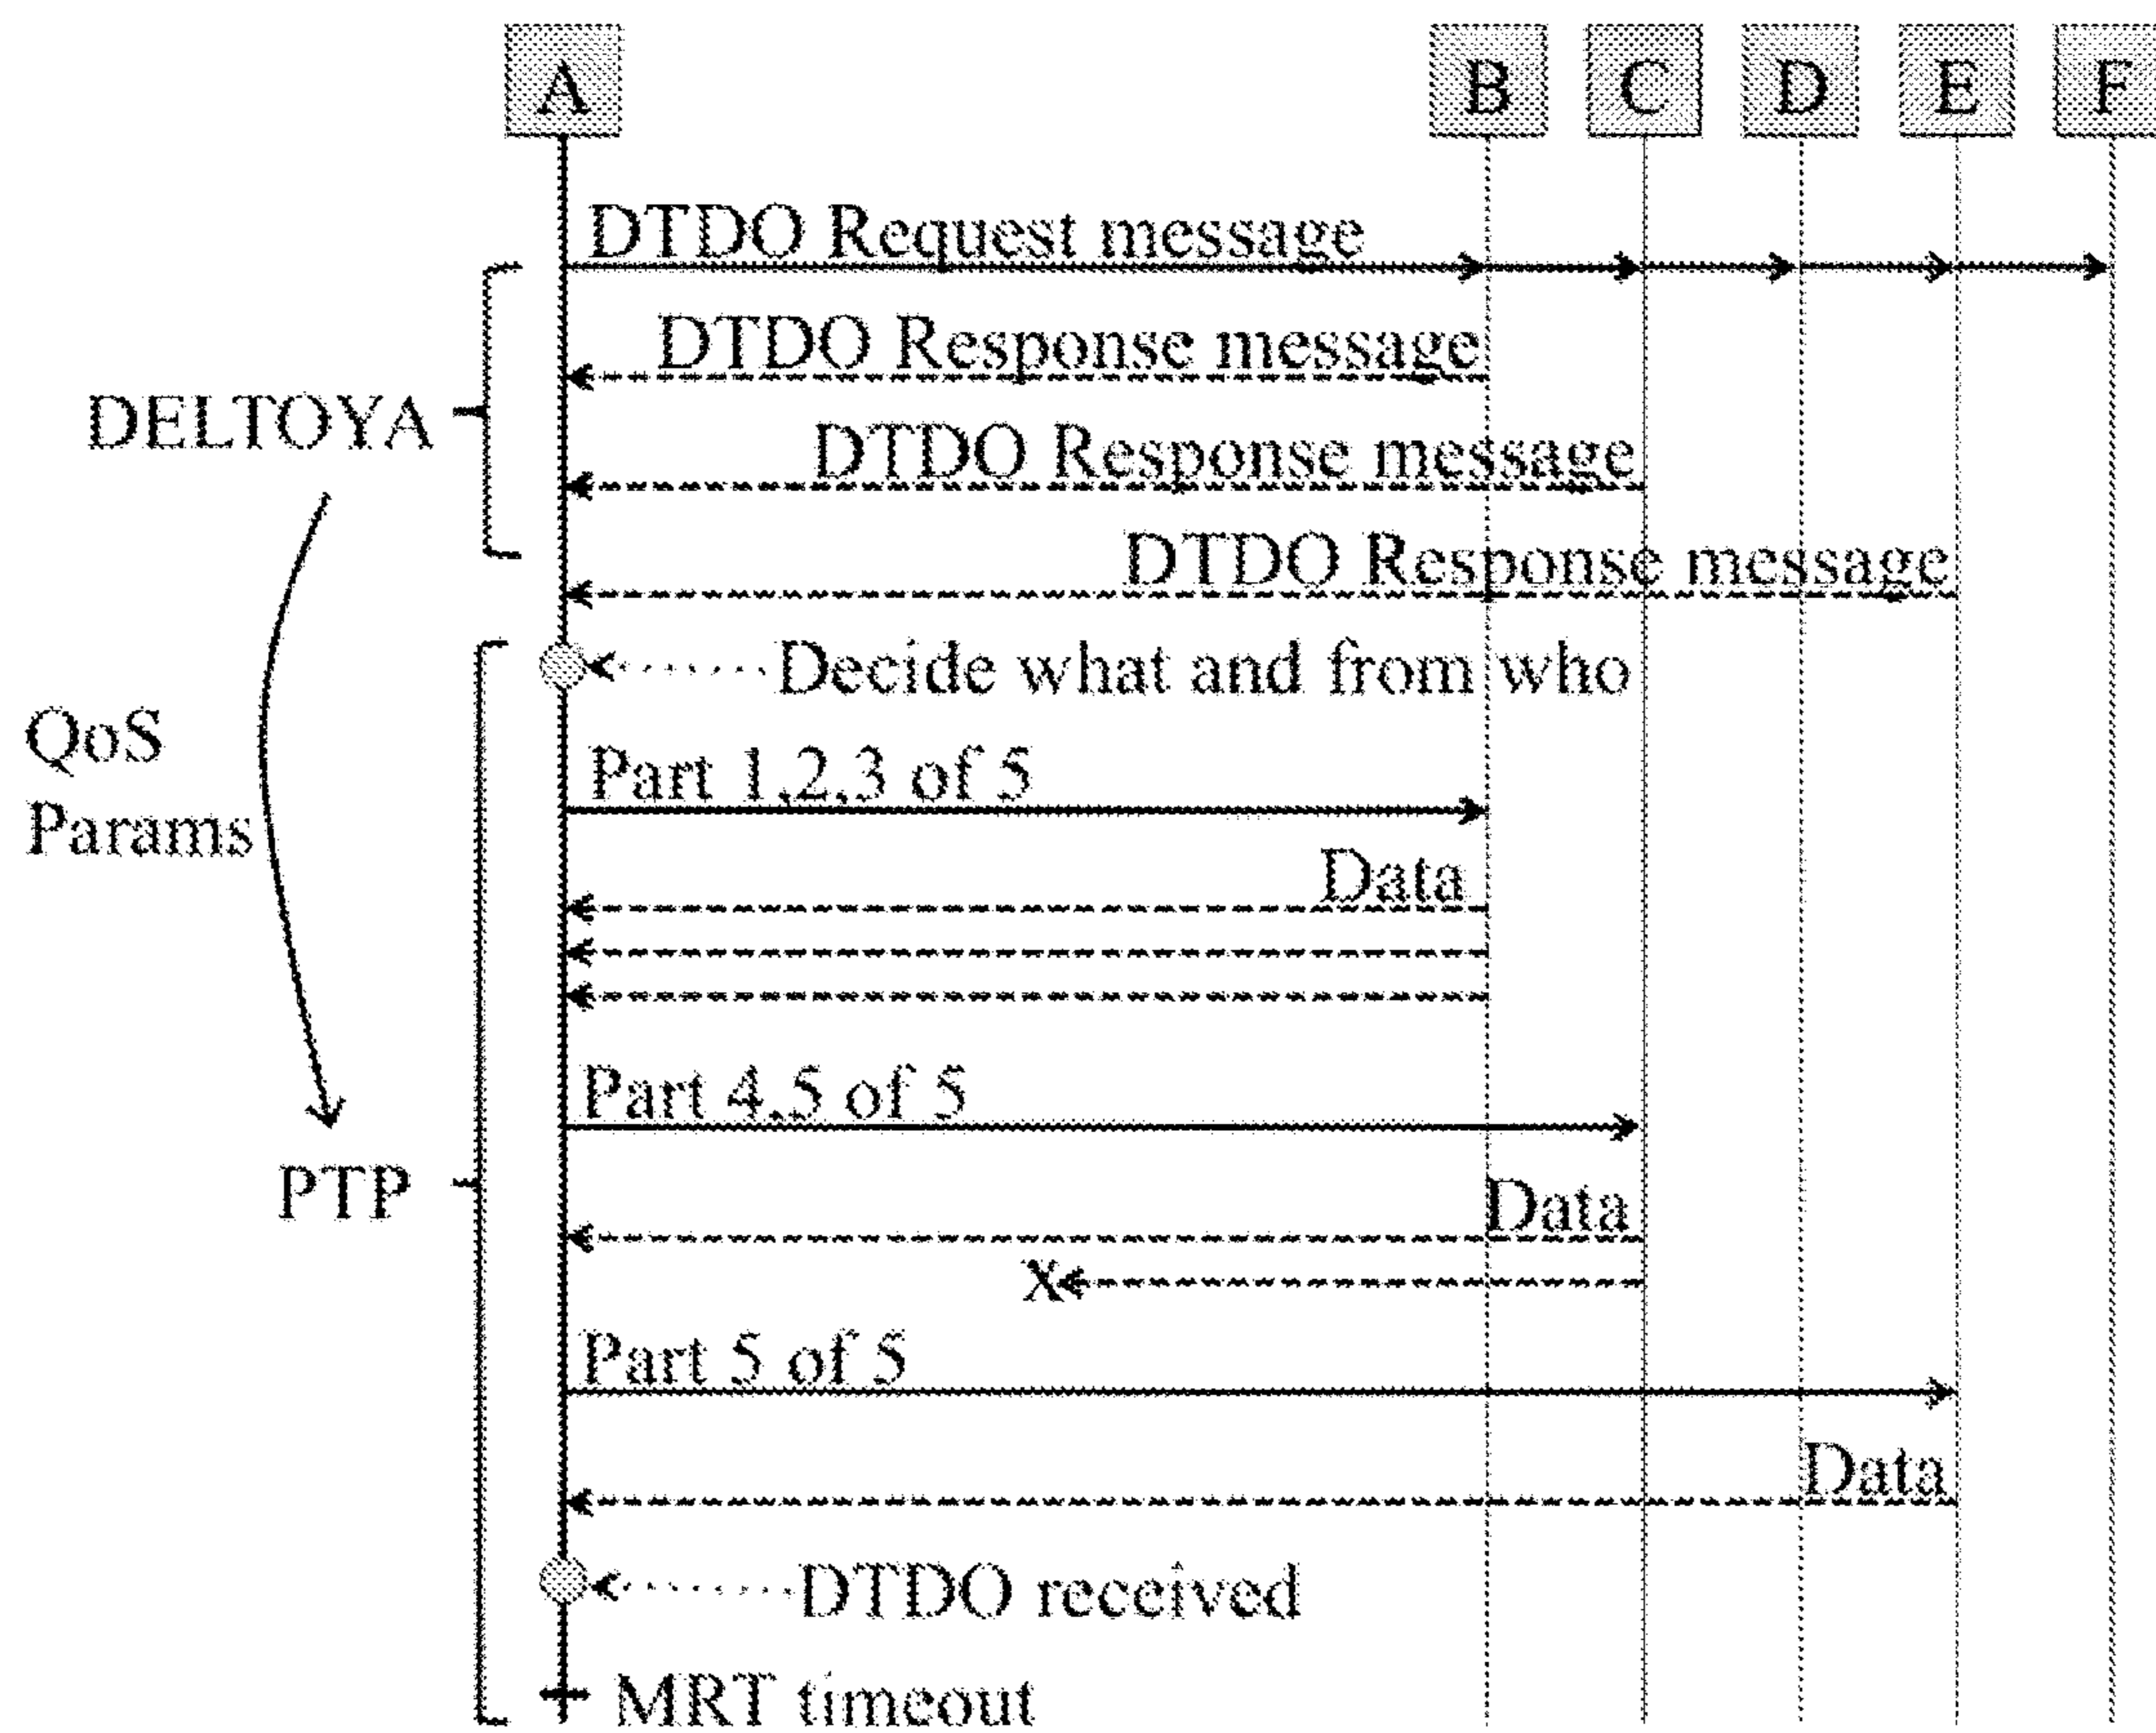 A B C D E F
DTDO Request message
DTDO Response message
DELTOYA
DTDO Response message
DTDO Response message
Decide what and from who
QoS
Params
Part 1,2,3 of 5
Data
Part 4,5 of 5
PTP
Data
X
Part 5 of 5
Data
DTDO received
MRT timeout